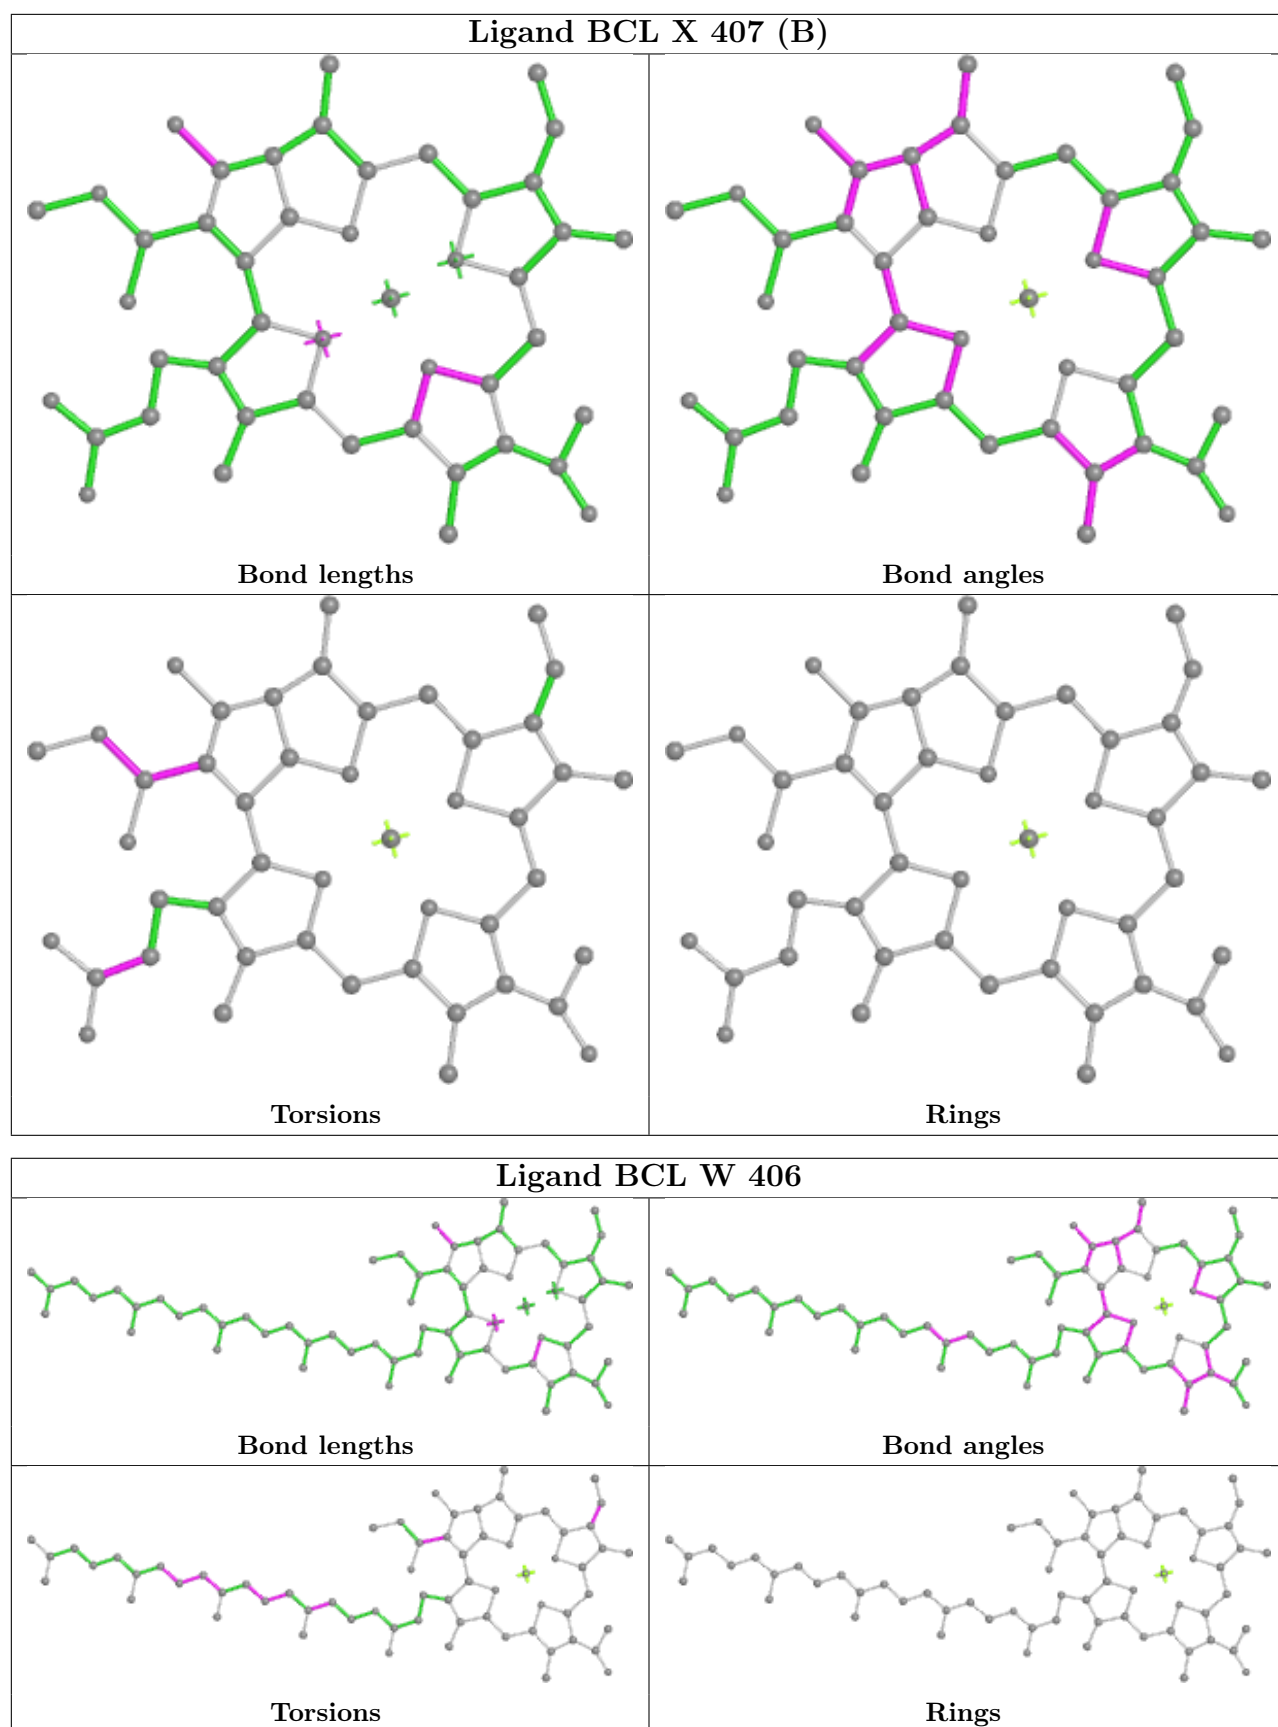 Ligand BCL X 407 (B)
Bond lengths
Bond angles
Torsions
Rings
Ligand BCL W 406
Bond lengths
Bond angles
Torsions
Rings